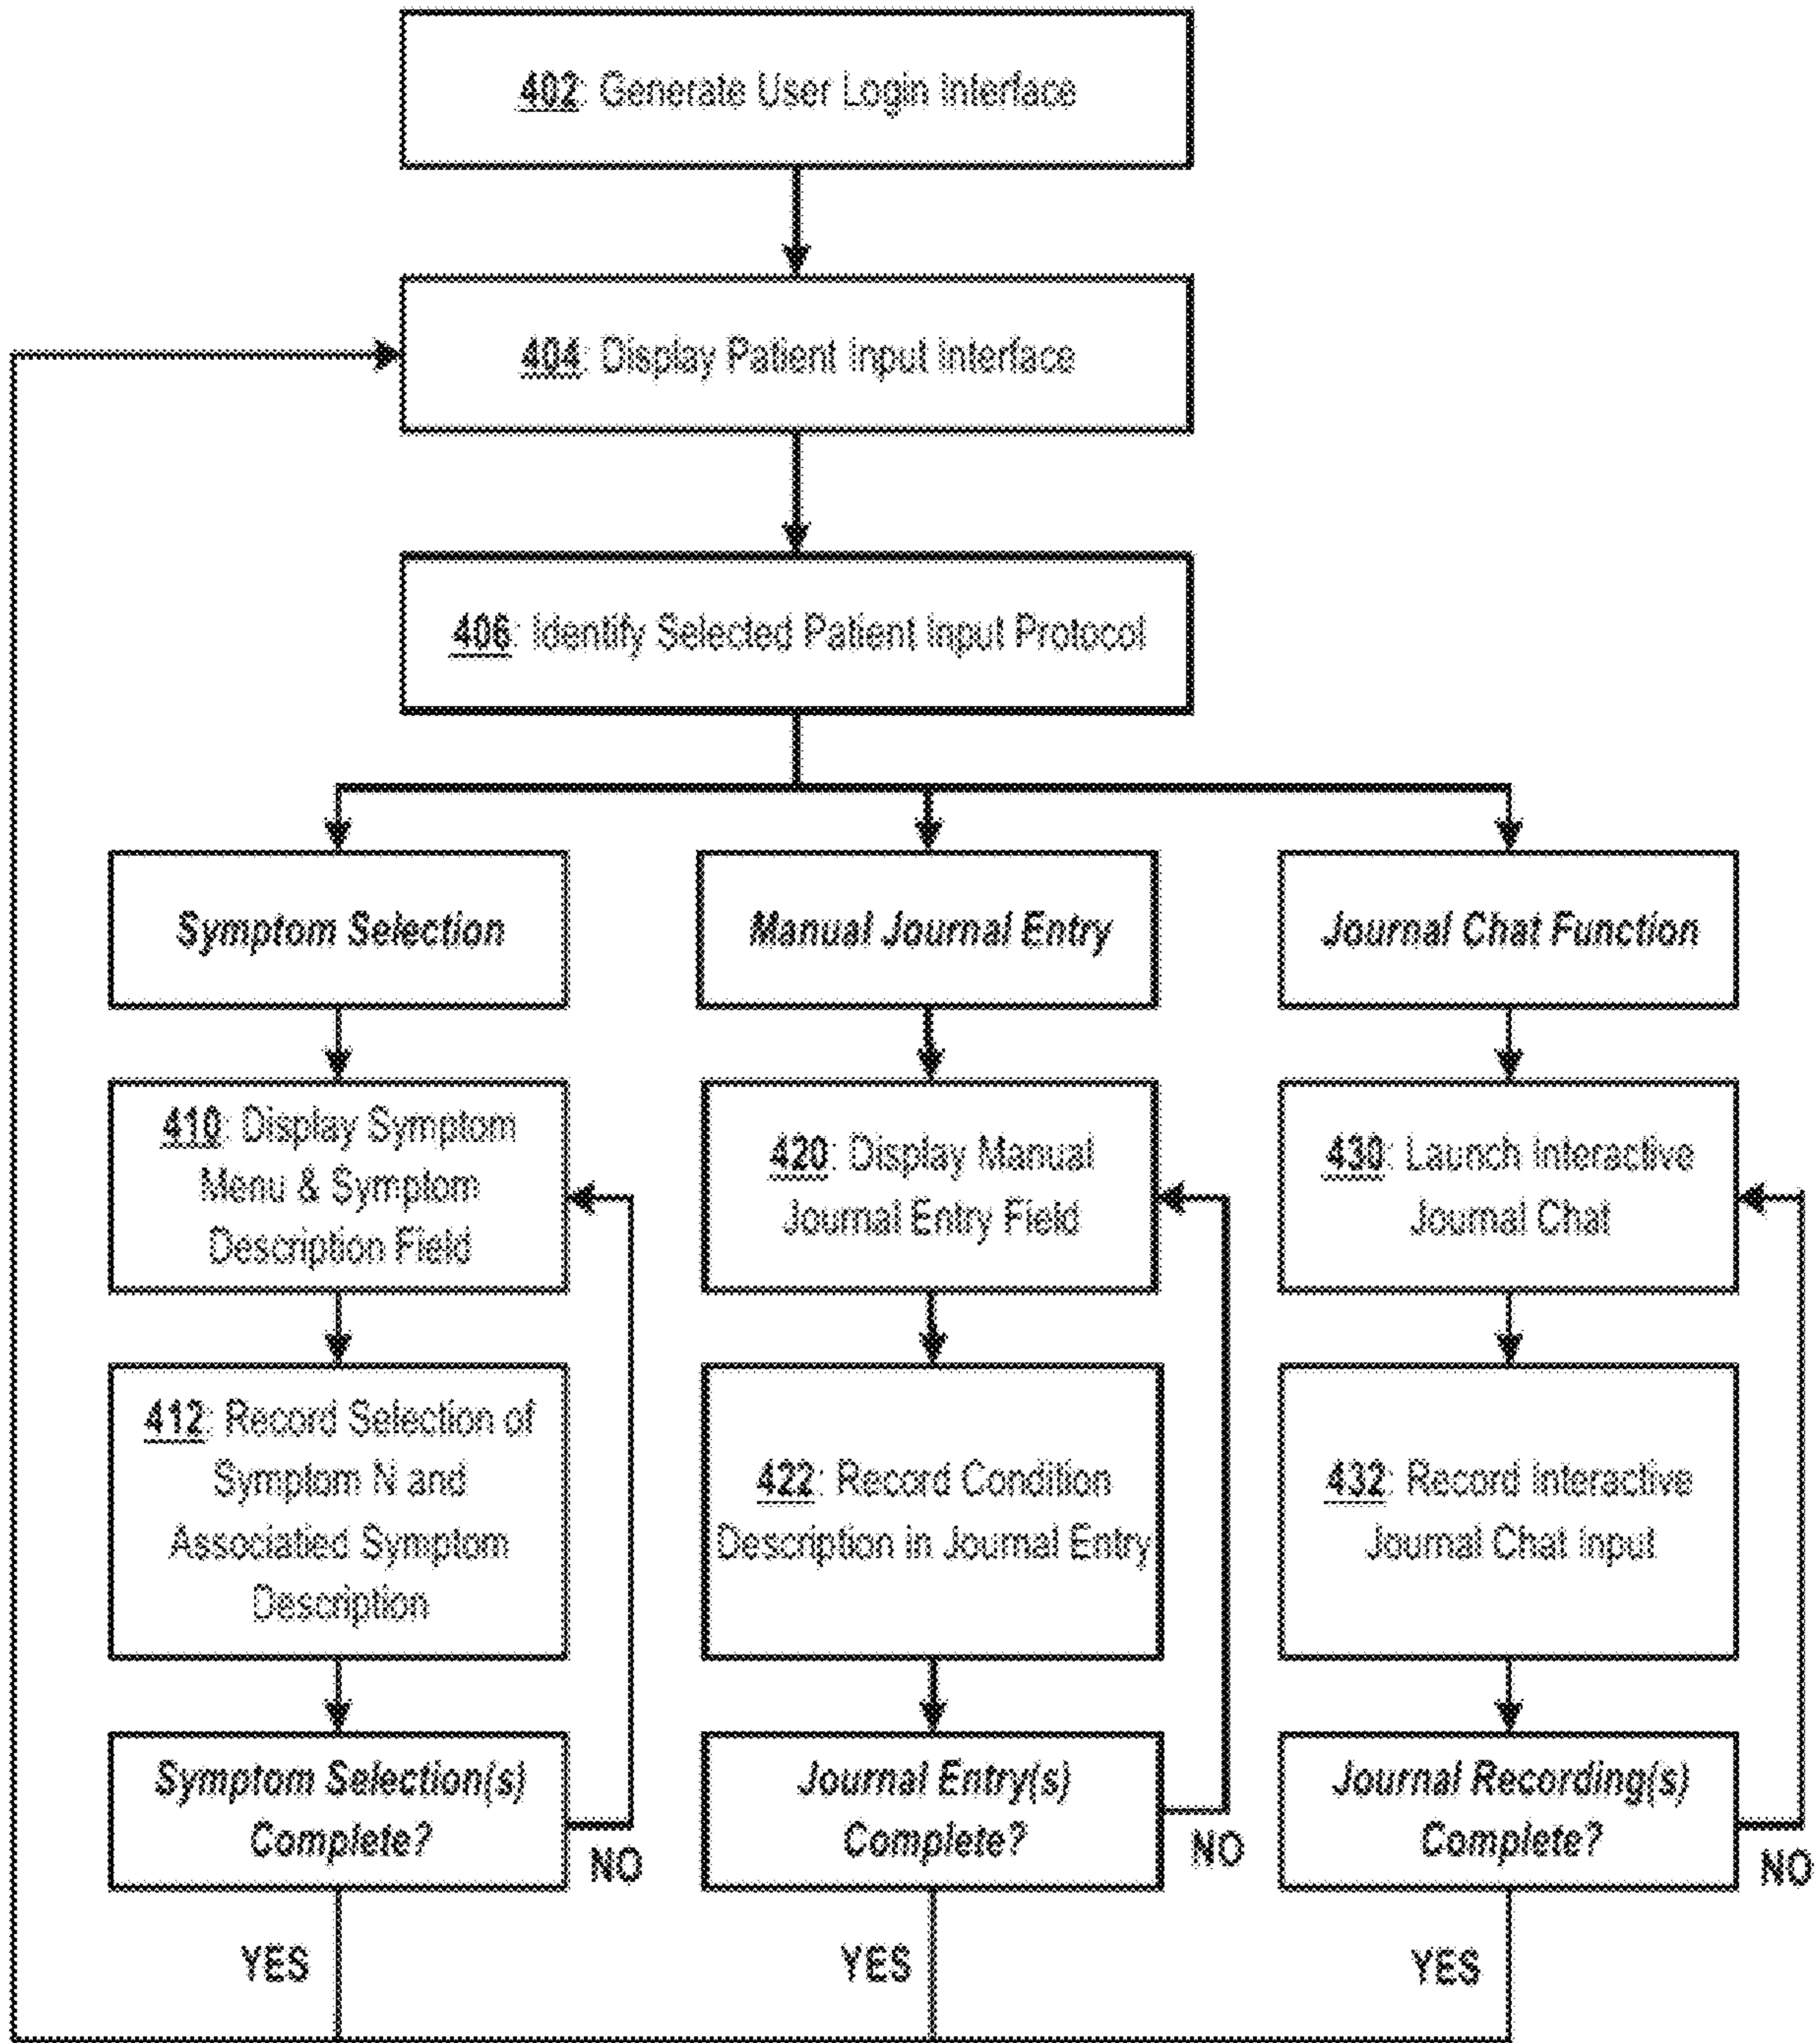 402: Generate User Login Interface
404: Display Patient Input Interface
406: Identify Selected Patient Input Protocol
Symptom Selection
Manual Journal Entry
Journal Chat Function
410: Display Symptom
Menu & Symptom
Description Field
420: Display Manual
Journal Entry Field
430: Launch Interactive
Journal Chat
412: Record Selection of
Symptom N and
Associatied Symptom
Description
422: Record Condition
Description in Journal Entry
432: Record Interactive
Journal Chat Input
Symptom Selection(s)
Complete?
NO
Journal Entry(s)
Complete?
NO
Journal Recording(s)
Complete?
NO
YES
YES
YES